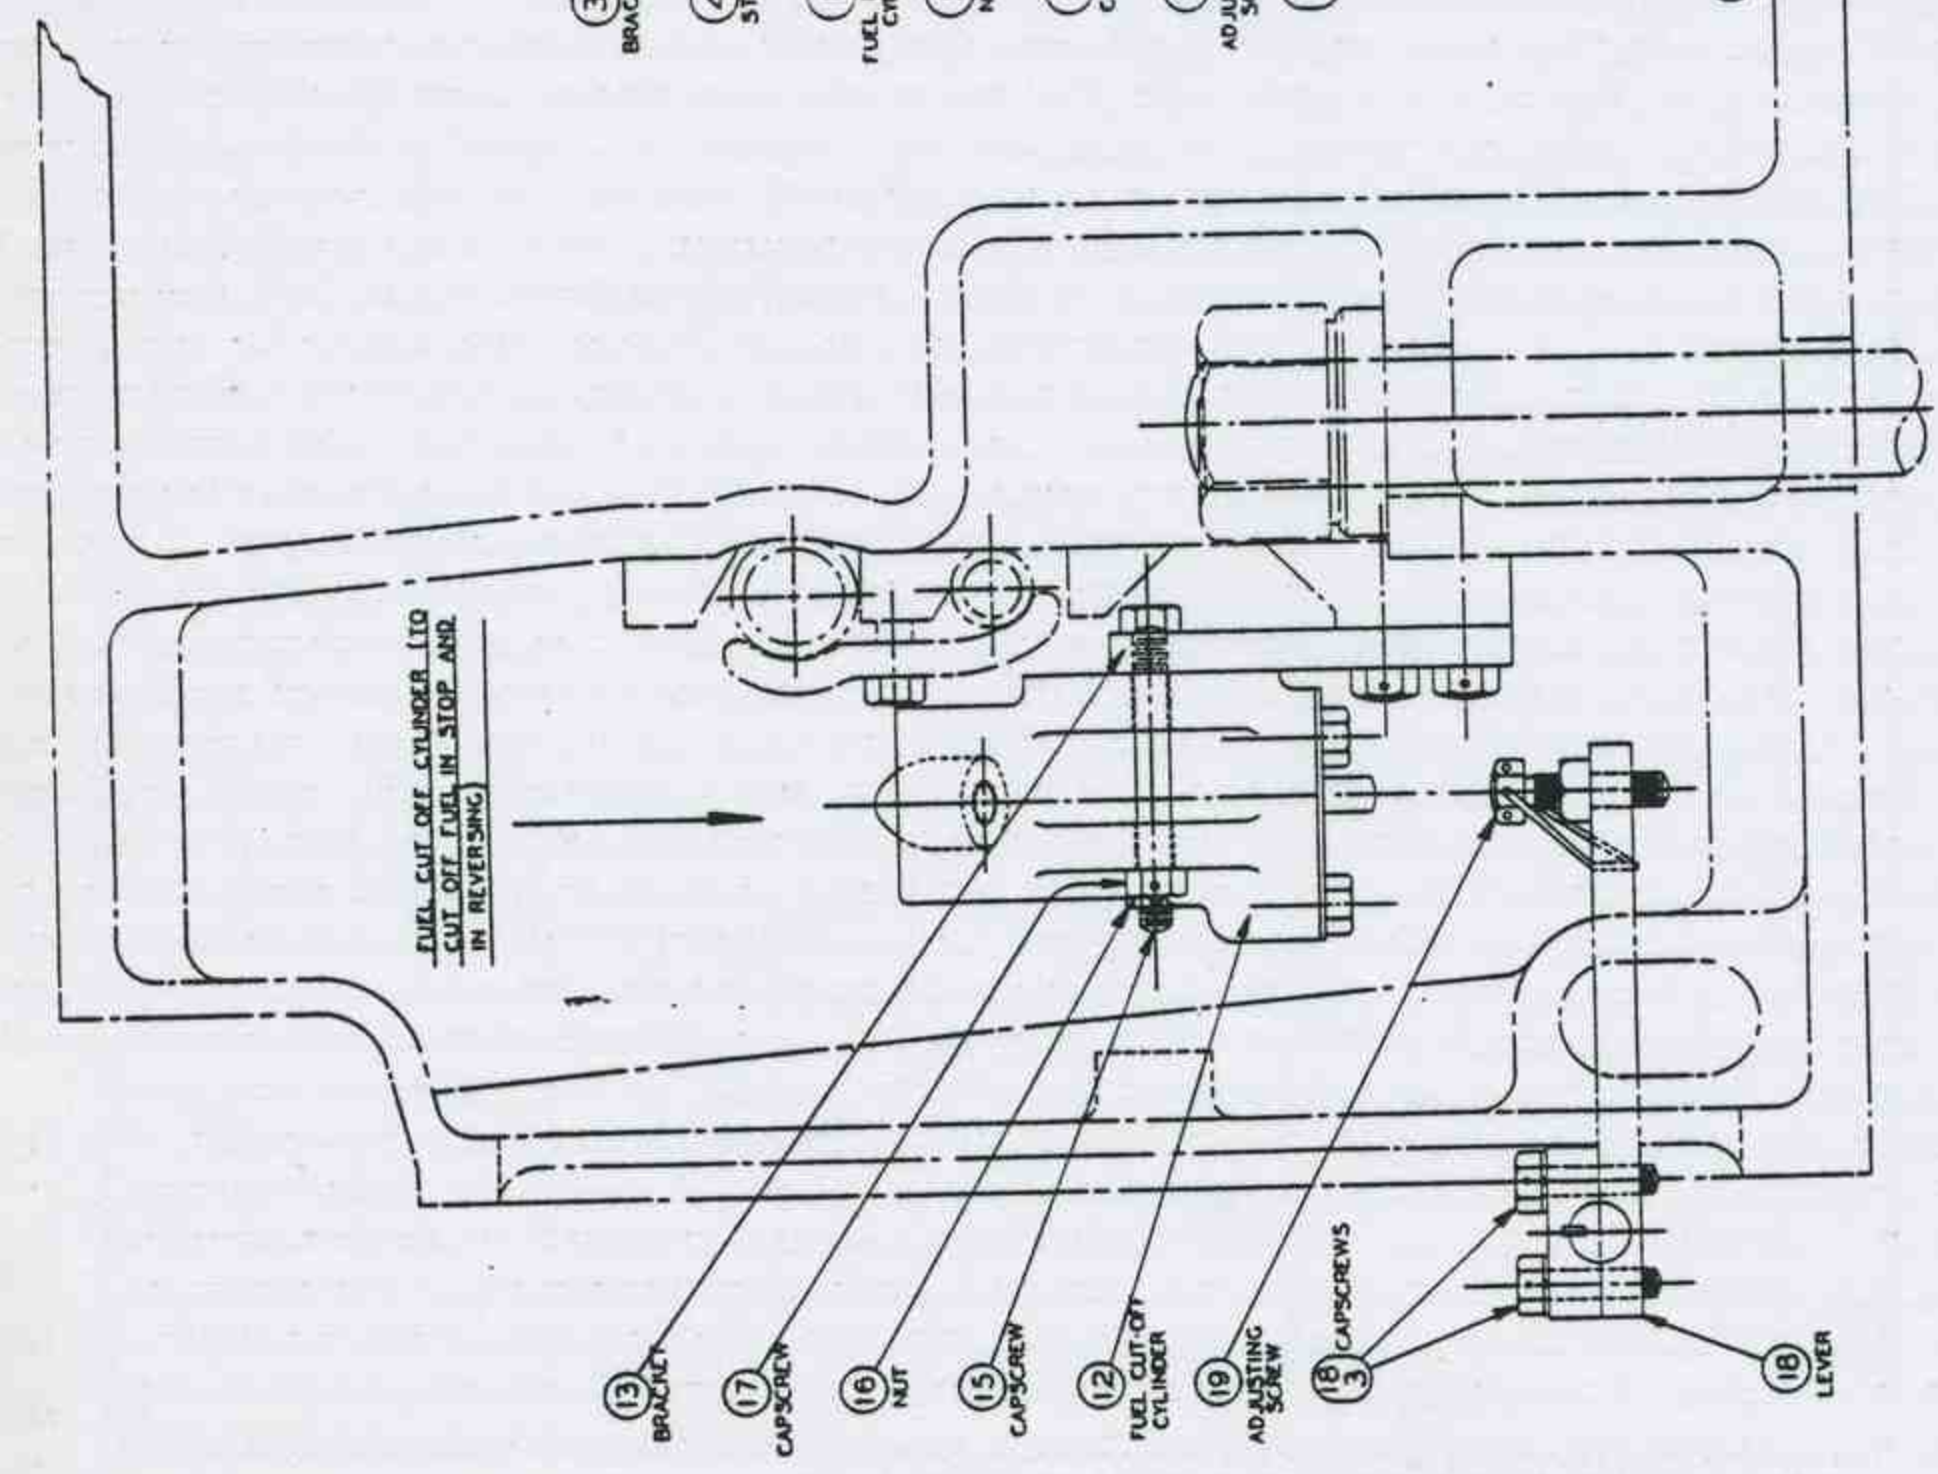 FUEL CUT OFF CYLINDER (TO
CUT OFF FUEL IN STOP AND
IN REVERSING)
13
BRACKET
17
CAPSCREW
16
NUT
15
CAPSCREW
12
FUEL CUT-OFF
CYLINDER
19
ADJUSTING
SCREW
18
3
CAPSCREWS
18
LEVER
FUEL